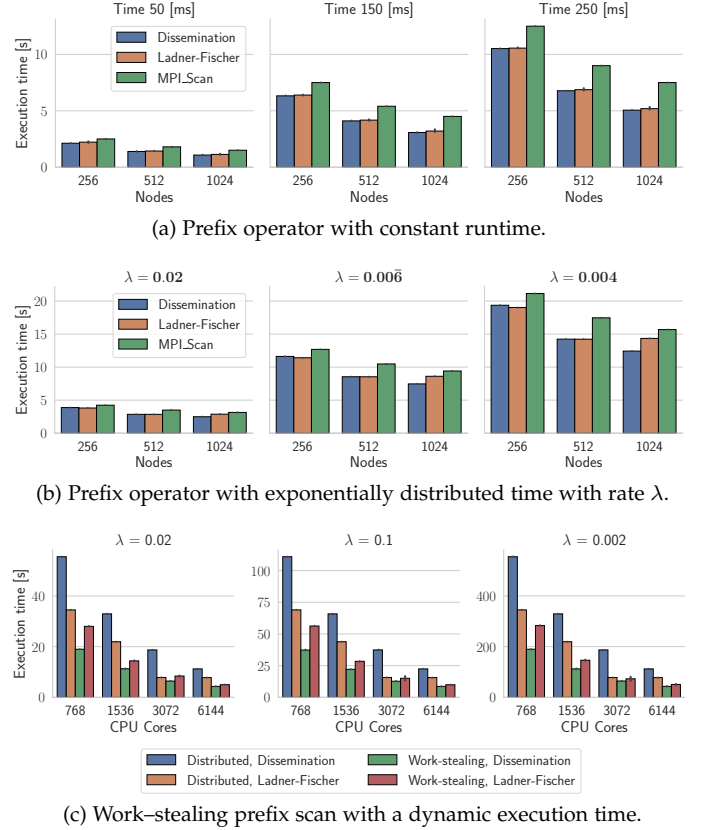 Time 50 [ms] Time 150 [ms] Time 250 [ms]
Execution time [s]
10
5
0
Dissemination
Ladner-Fischer
MPI_Scan
256 512 1024 256 512 1024 256 512 1024
Nodes Nodes Nodes
(a) Prefix operator with constant runtime.
λ = 0.02 λ = 0.006̄ λ = 0.004
Execution time [s]
20
15
10
5
0
Dissemination
Ladner-Fischer
MPI_Scan
256 512 1024 256 512 1024 256 512 1024
Nodes Nodes Nodes
(b) Prefix operator with exponentially distributed time with rate λ.
λ = 0.02 λ = 0.1 λ = 0.002
Execution time [s]
40
20
0
100
75
50
25
0
400
200
0
768 1536 3072 6144 768 1536 3072 6144 768 1536 3072 6144
CPU Cores CPU Cores CPU Cores
Distributed, Dissemination Work-stealing, Dissemination
Distributed, Ladner-Fischer Work-stealing, Ladner-Fischer
(c) Work–stealing prefix scan with a dynamic execution time.